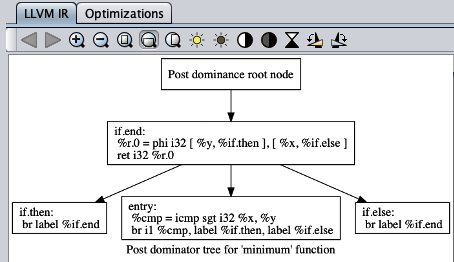 LLVM IR
Optimizations
Post dominance root node
if.end:
%r.0 = phi i32 [ %y, %if.then ], [ %x, %if.else ]
ret i32 %r.0
if.then:
br label %if.end
entry:
%cmp = icmp sgt i32 %x, %y
br i1 %cmp, label %if.then, label %if.else
if.else:
br label %if.end
Post dominator tree for 'minimum' function